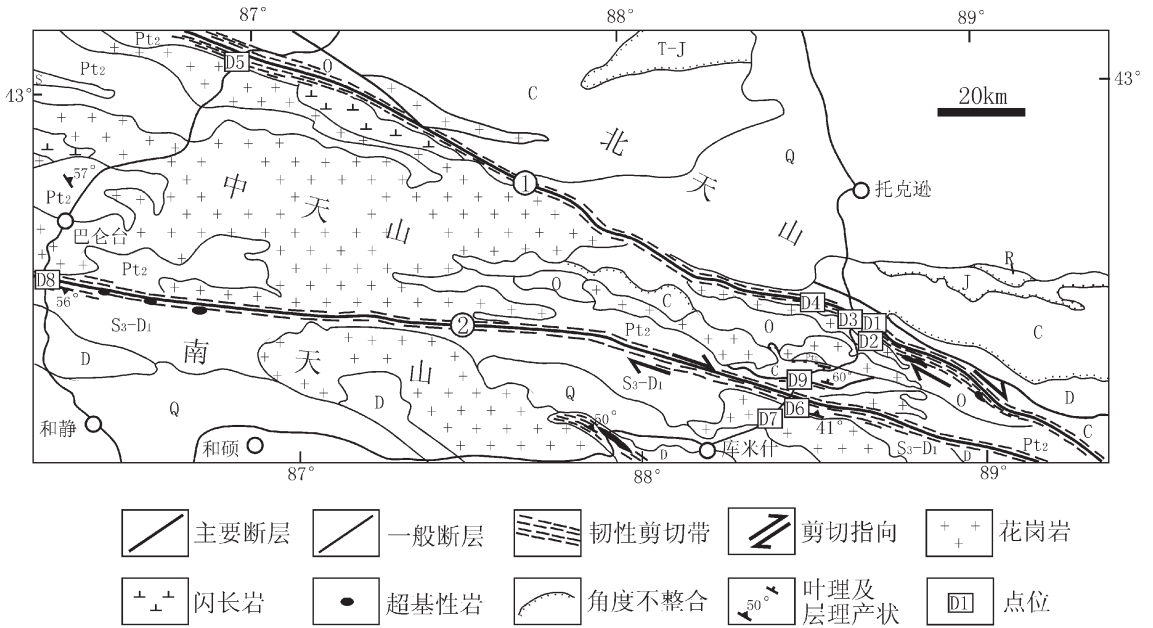 87° 88° 89°
Pt₂ T-J
D5 O
Pt₂ 43°
S C
43° 20km
北
Q
57° 中 ① 天 托克逊
Pt₂ 天
巴仑台 山 山
R
Pt₂ J
D8 O C D4
56° D3 D1 C
S₃-D₁ ② Pt₂ O D2
南 天 山 C
D S₃-D₁ D9 60°
Q D Q D6 O D
和静 50° D7 41° C
和硕 库米什 S₃-D₁ Pt₂
D D
87° 88° 89°
主要断层 一般断层 韧性剪切带 剪切指向 花岗岩
闪长岩 超基性岩 角度不整合 50° 叶理及层理产状 D1 点位